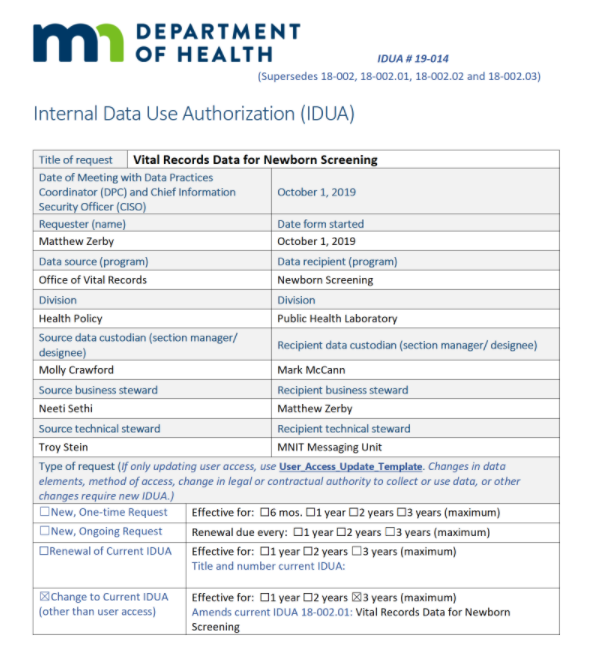 DEPARTMENT
OF HEALTH
IDUA # 19-014
(Supersedes 18-002, 18-002.01, 18-002.02 and 18-002.03)
Internal Data Use Authorization (IDUA)
Title of request Vital Records Data for Newborn Screening
Date of Meeting with Data Practices
Coordinator (DPC) and Chief Information
Security Officer (CISO)
October 1, 2019
Requester (name) Date form started
Matthew Zerby October 1, 2019
Data source (program) Data recipient (program)
Office of Vital Records Newborn Screening
Division Division
Health Policy Public Health Laboratory
Source data custodian (section manager/
designee)
Recipient data custodian (section manager/ designee)
Molly Crawford Mark McCann
Source business steward Recipient business steward
Neeti Sethi Matthew Zerby
Source technical steward Recipient technical steward
Troy Stein MNIT Messaging Unit
Type of request (If only updating user access, use User Access Update Template. Changes in data
elements, method of access, change in legal or contractual authority to collect or use data, or other
changes require new IDUA.)
☐New, One-time Request Effective for: ☐6 mos. ☐1 year ☐2 years ☐3 years (maximum)
☐New, Ongoing Request Renewal due every: ☐1 year ☐2 years ☐3 years (maximum)
☐Renewal of Current IDUA Effective for: ☐1 year ☐2 years ☐3 years (maximum)
Title and number current IDUA:
☒Change to Current IDUA Effective for: ☐1 year ☐2 years ☒3 years (maximum)
(other than user access) Amends current IDUA 18-002.01: Vital Records Data for Newborn
Screening